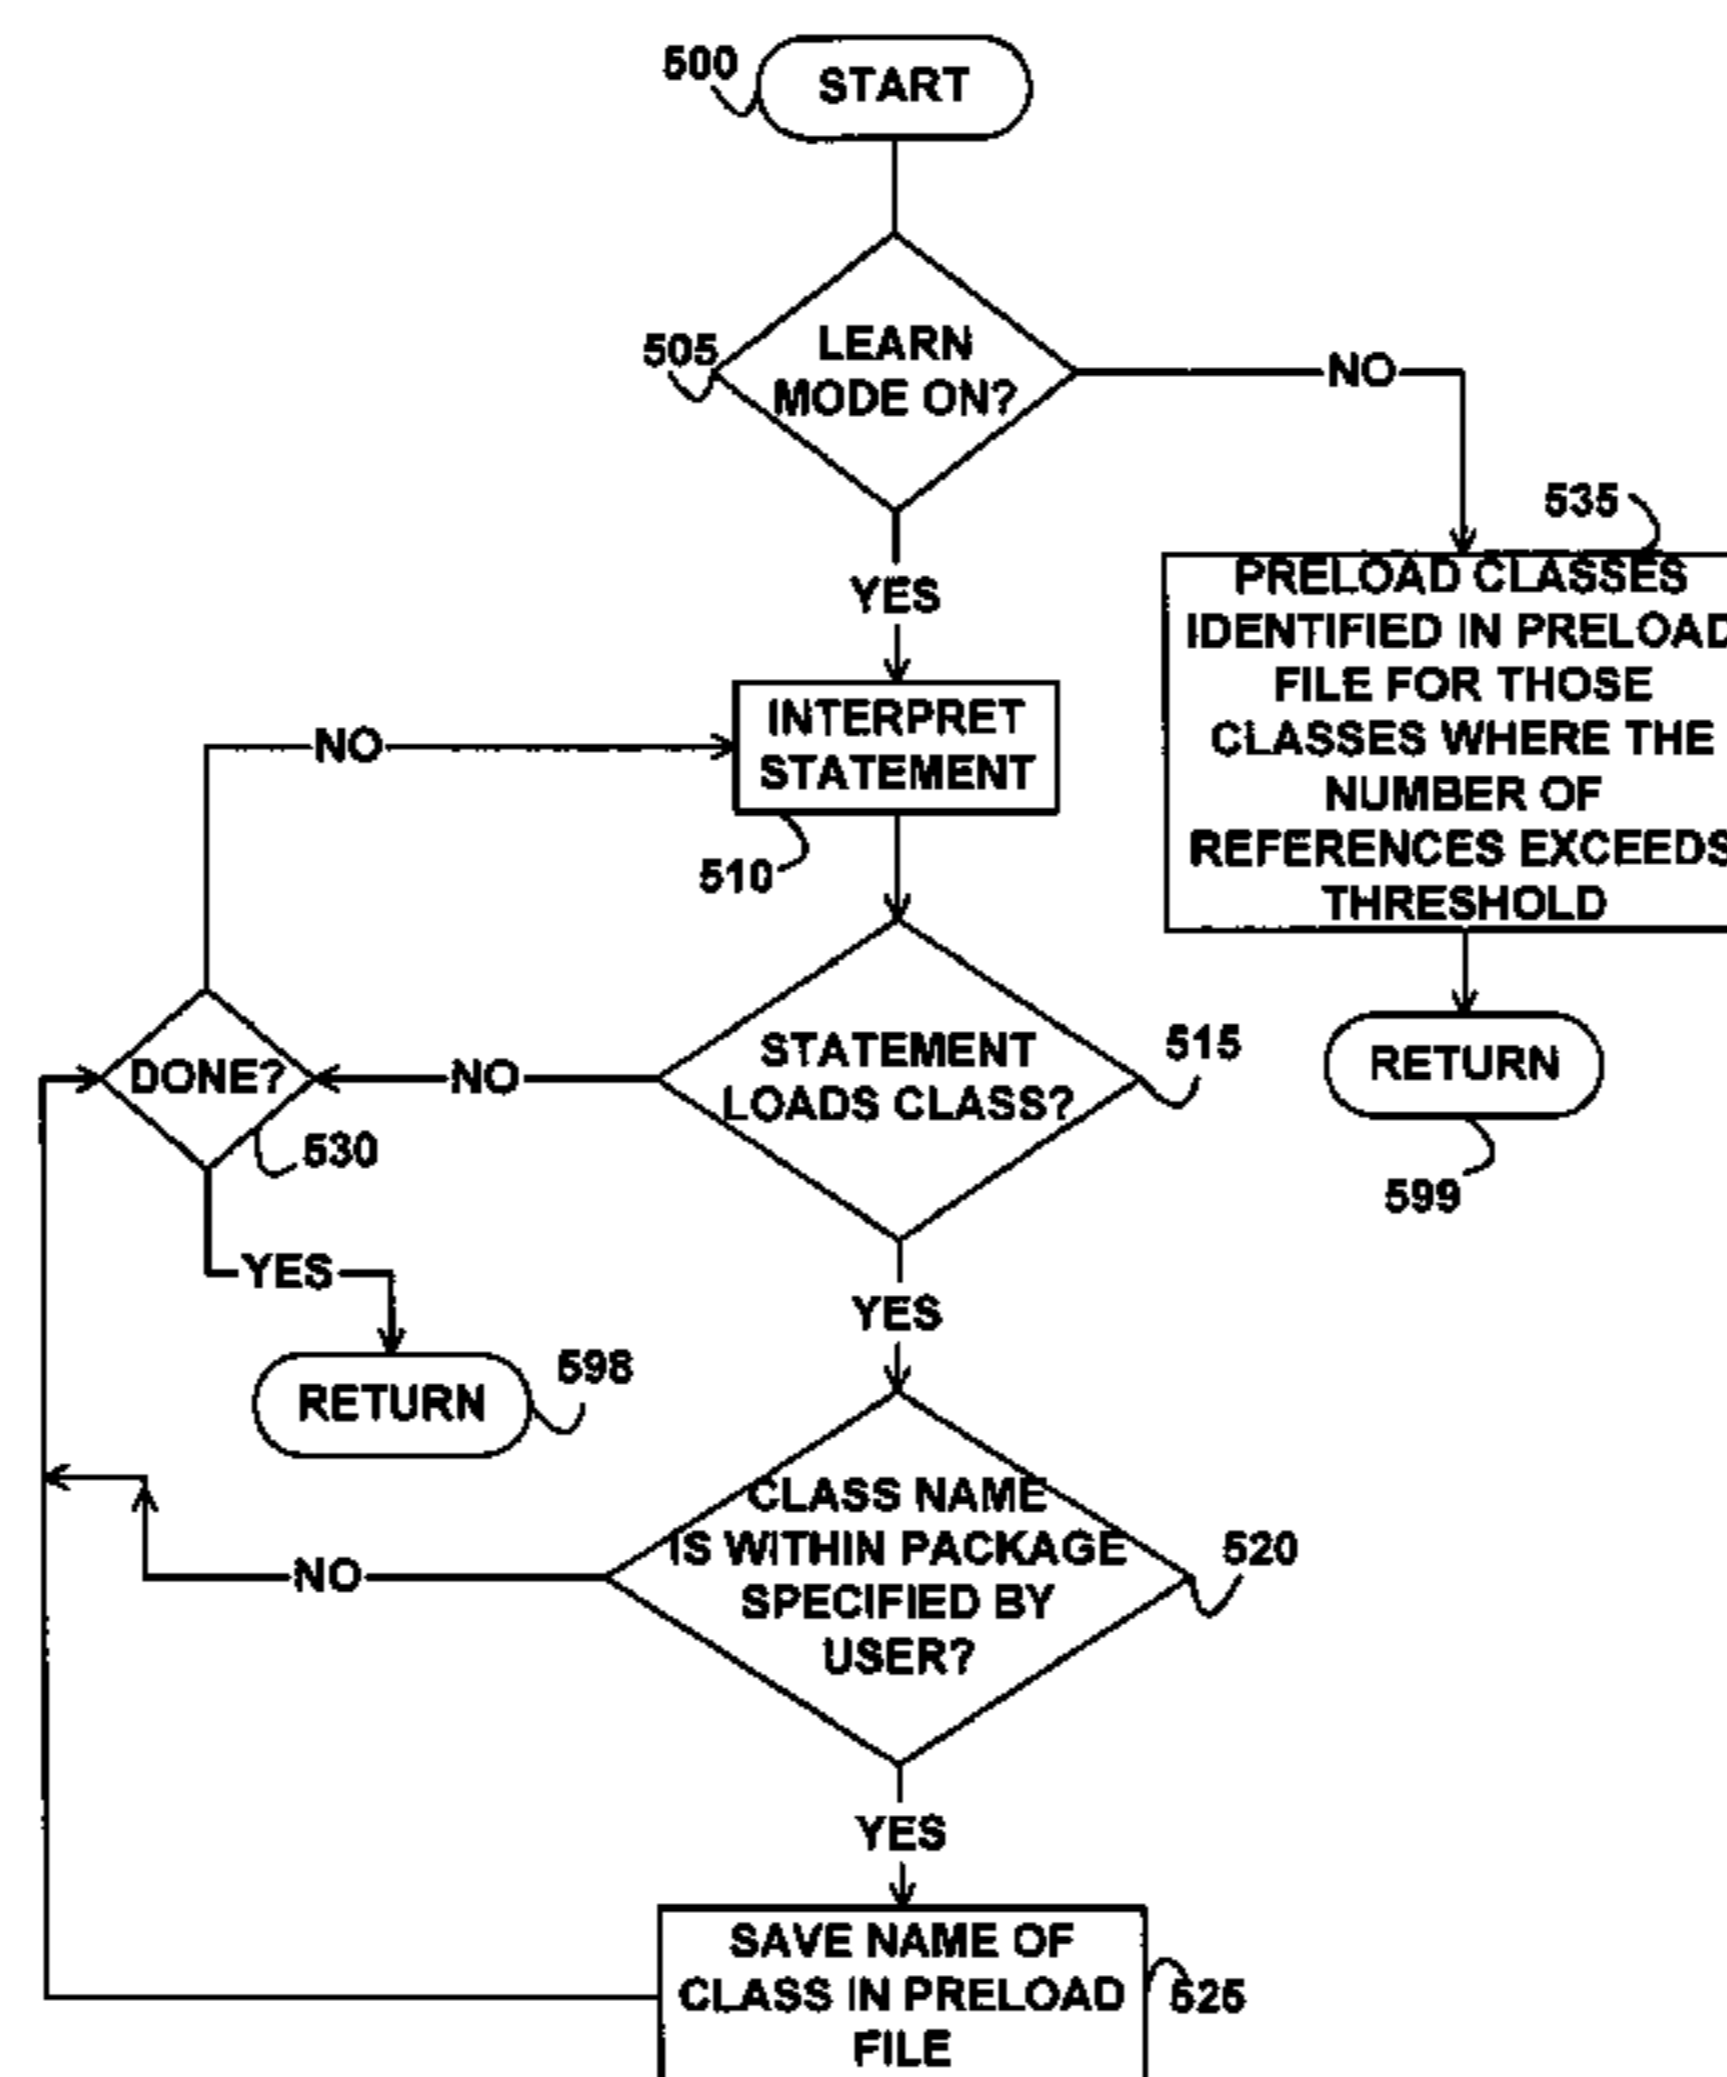 500
START
505
LEARN
MODE ON?
NO
YES
535
PRELOAD CLASSES
IDENTIFIED IN PRELOAD
FILE FOR THOSE
CLASSES WHERE THE
NUMBER OF
REFERENCES EXCEEDS
THRESHOLD
NO
INTERPRET
STATEMENT
510
DONE?
530
NO
STATEMENT
LOADS CLASS?
515
RETURN
599
YES
RETURN
598
YES
CLASS NAME
IS WITHIN PACKAGE
SPECIFIED BY
USER?
520
NO
YES
SAVE NAME OF
CLASS IN PRELOAD
FILE
525